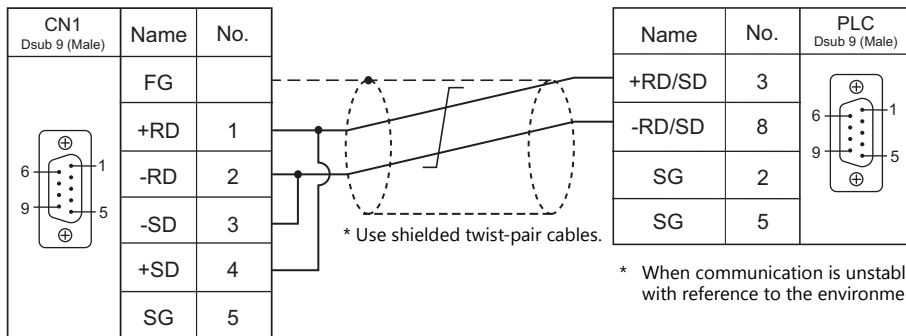 CN1
Dsub 9 (Male)
Name No.
FG
+RD 1
-RD 2
-SD 3
+SD 4
SG 5
6 1
9 5
* Use shielded twist-pair cables.
Name No.
+RD/SD 3
-RD/SD 8
SG 2
SG 5
PLC
Dsub 9 (Male)
6 1
9 5
* When communication is unstabl
with reference to the environme